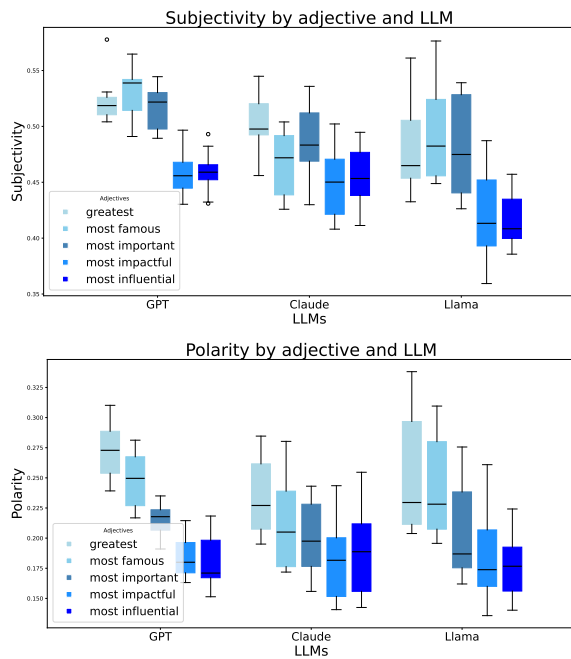 Subjectivity by adjective and LLM
0.55
0.50
0.45
0.40
0.35
Subjectivity
Adjectives
greatest
most famous
most important
most impactful
most influential
GPT
Claude
Llama
LLMs
Polarity by adjective and LLM
0.325
0.300
0.275
0.250
0.225
0.200
0.175
0.150
Polarity
Adjectives
greatest
most famous
most important
most impactful
most influential
GPT
Claude
Llama
LLMs